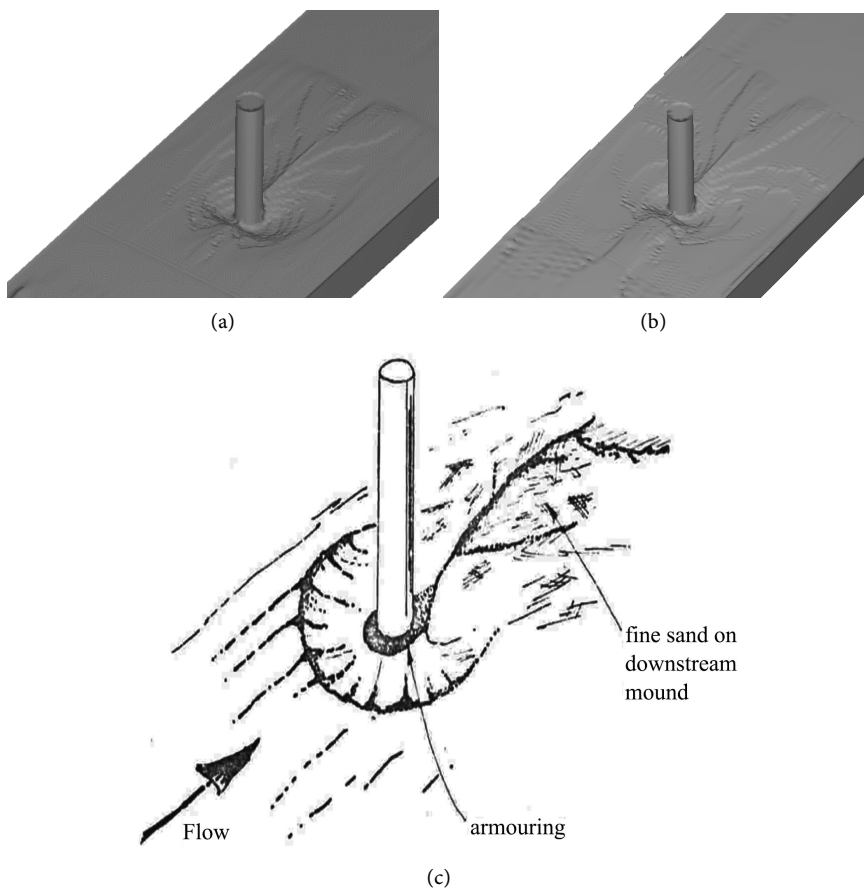 (a)
(b)
fine sand on
downstream
mound
Flow
armouring
(c)